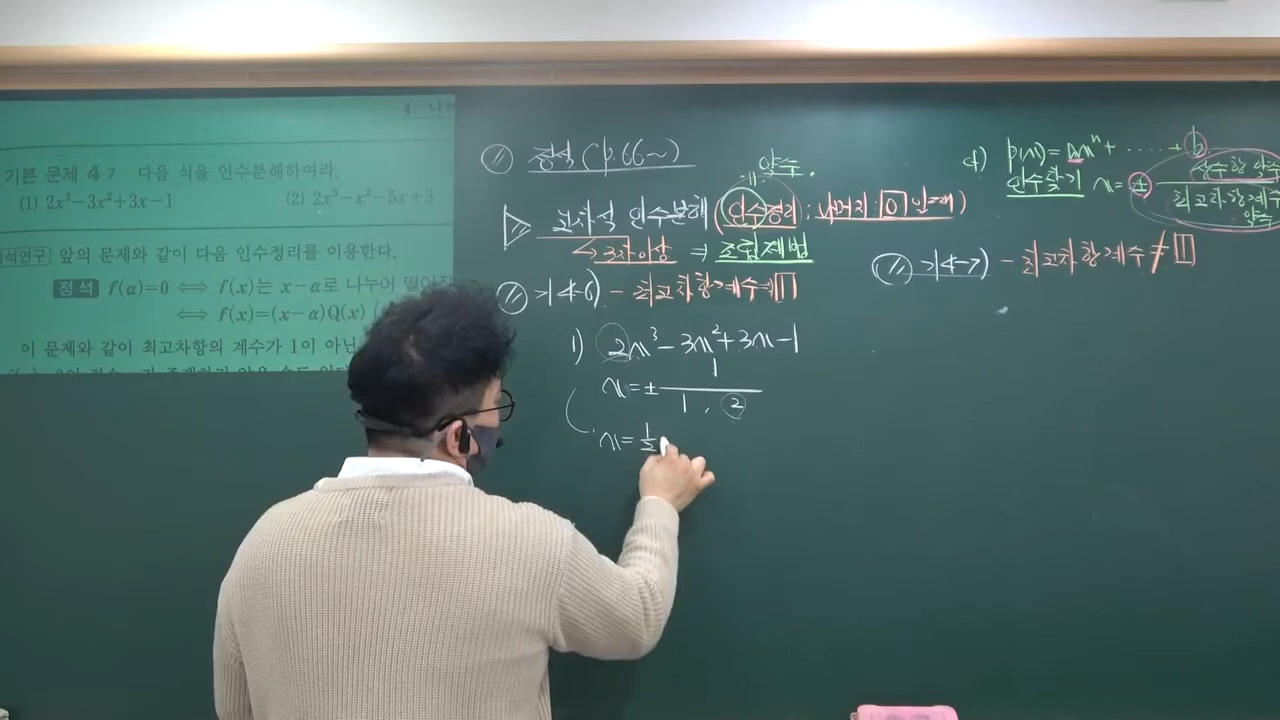 기본 문제 4·7 다음 식을 인수분해하여라.
(1) 2x³−3x²+3x−1 (2) 2x³−x²−5x+3
앞의 문제와 같이 다음 인수정리를 이용한다.
정석 f(α)=0 ⟺ f(x)는 x−α로 나누어 떨어
⟺ f(x)=(x−α)Q(x)
이 문제와 같이 최고차항의 계수가 1이 아닌
정석 (p.66~)
약수.
▷ 고차식 인수분해 (인수정리 : 나머지 0 일 때)
↳ 3차이상 ⇒ 조립제법
기4-6) - 최고차항계수=1
1) 2x³−3x²+3x−1
x = ± 1 / 1, 2
x = 1/2
d) p(x) = ax^n + ······ + b
인수찾기 x = ± 상수항 약수 / 최고차항계수 약수
기4-7) - 최고차항계수≠1